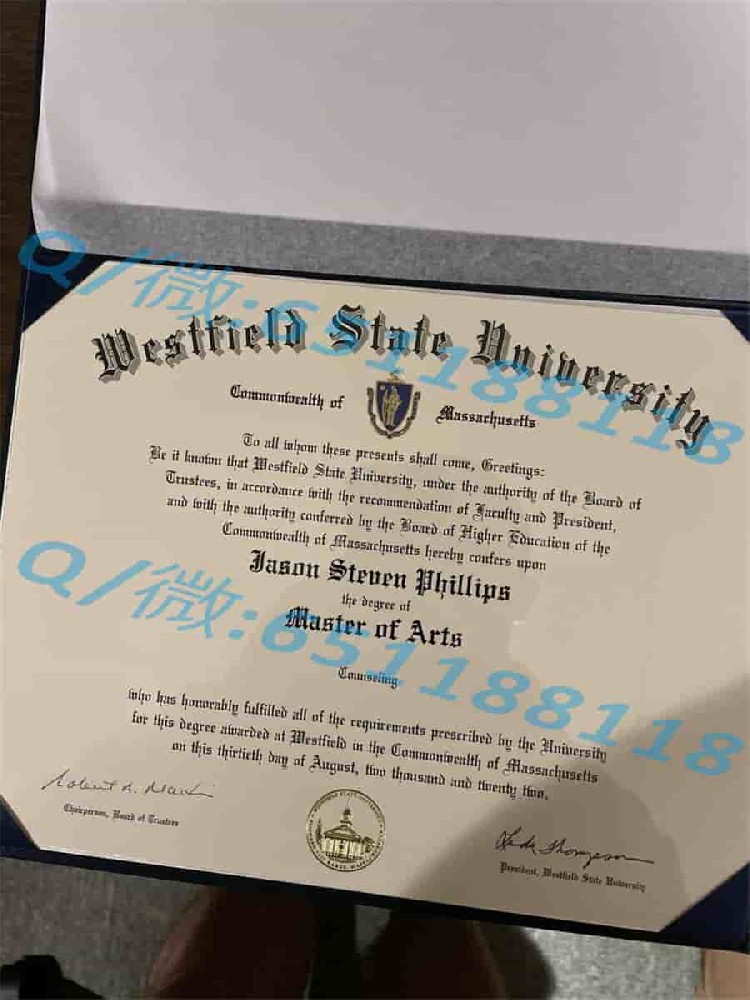 Q/微:651188118
Westfield State University
Commonwealth of Massachusetts
To all whom these presents shall come, Greetings:
Be it known that Westfield State University, under the authority of the Board of
Trustees, in accordance with the recommendation of Faculty and President,
and with the authority conferred by the Board of Higher Education of the
Commonwealth of Massachusetts hereby confers upon
Jason Steven Phillips
the degree of
Master of Arts
Q/微:651188118
Counseling
who has honorably fulfilled all of the requirements prescribed by the University
for this degree awarded at Westfield in the Commonwealth of Massachusetts
on this thirtieth day of August, two thousand and twenty two.
Chairperson, Board of Trustees
President, Westfield State University